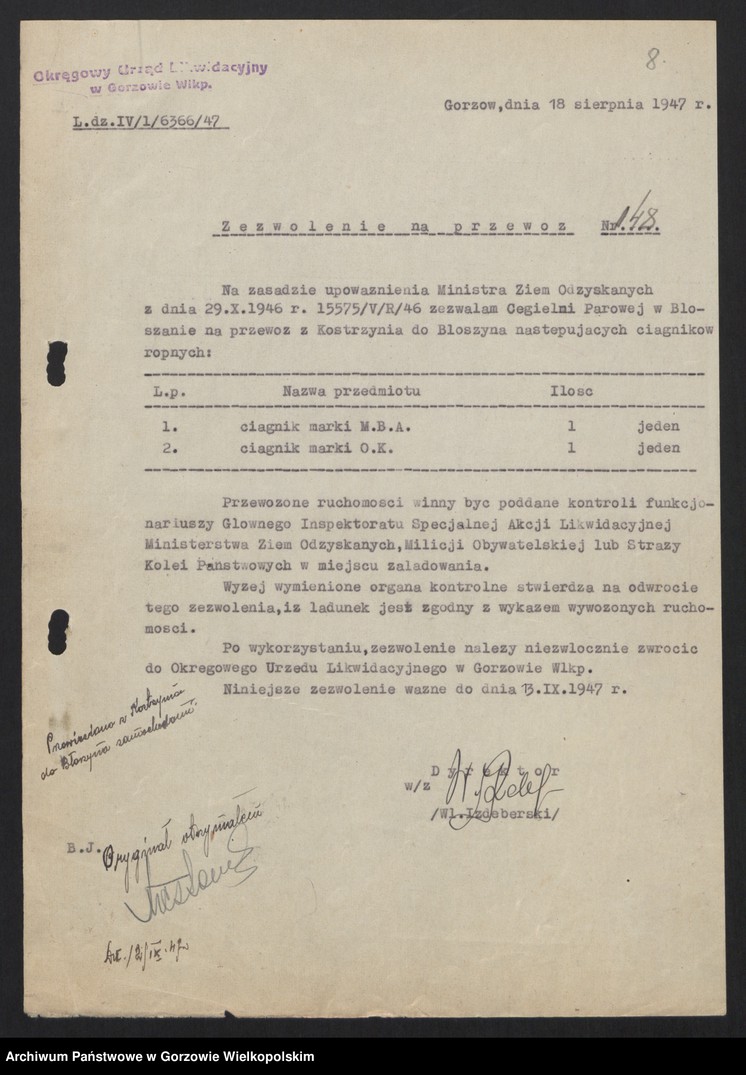 8.
Okręgowy Urząd Likwidacyjny
w Gorzowie Wlkp.
Gorzow,dnia 18 sierpnia 1947 r.
L.dz.IV/1/6366/47
Zezwolenie na przewoz Nr 148.
Na zasadzie upowaznienia Ministra Ziem Odzyskanych
z dnia 29.X.1946 r. 15575/V/R/46 zezwalam Cegielni Parowej w Blo-
szanie na przewoz z Kostrzynia do Bloszyna nastepujacych ciagnikow
ropnych:
L.p. Nazwa przedmiotu Ilosc
1. ciagnik marki M.B.A. 1 jeden
2. ciagnik marki O.K. 1 jeden
Przewozone ruchomosci winny byc poddane kontroli funkcjo-
nariuszy Glownego Inspektoratu Specjalnej Akcji Likwidacyjnej
Ministerstwa Ziem Odzyskanych,Milicji Obywatelskiej lub Strazy
Kolei Panstwowych w miejscu zaladowania.
Wyzej wymienione organa kontrolne stwierdza na odwrocie
tego zezwolenia,iz ladunek jest zgodny z wykazem wywozonych rucho-
mosci.
Po wykorzystaniu,zezwolenie nalezy niezwlocznie zwrocic
do Okregowego Urzedu Likwidacyjnego w Gorzowie Wlkp.
Niniejsze zezwolenie wazne do dnia 13.IX.1947 r.
Przewieziono z Kostrzynia
do Błoszyna samochodami.
Dyrektor
w/z
/Wl.Izdeberski/
B.J. Oryginał otrzymałem
12/IX.47
Archiwum Państwowe w Gorzowie Wielkopolskim